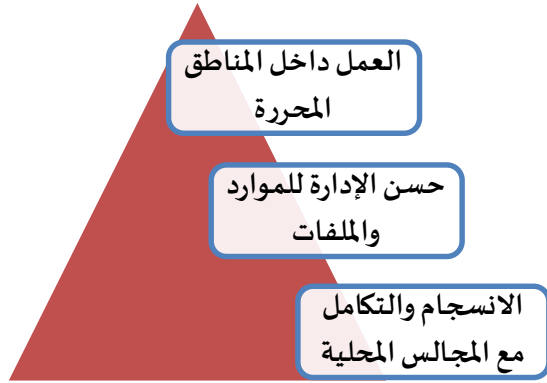 العمل داخل المناطق
المحررة
حسن الإدارة للموارد
والملفات
الانسجام والتكامل
مع المجالس المحلية